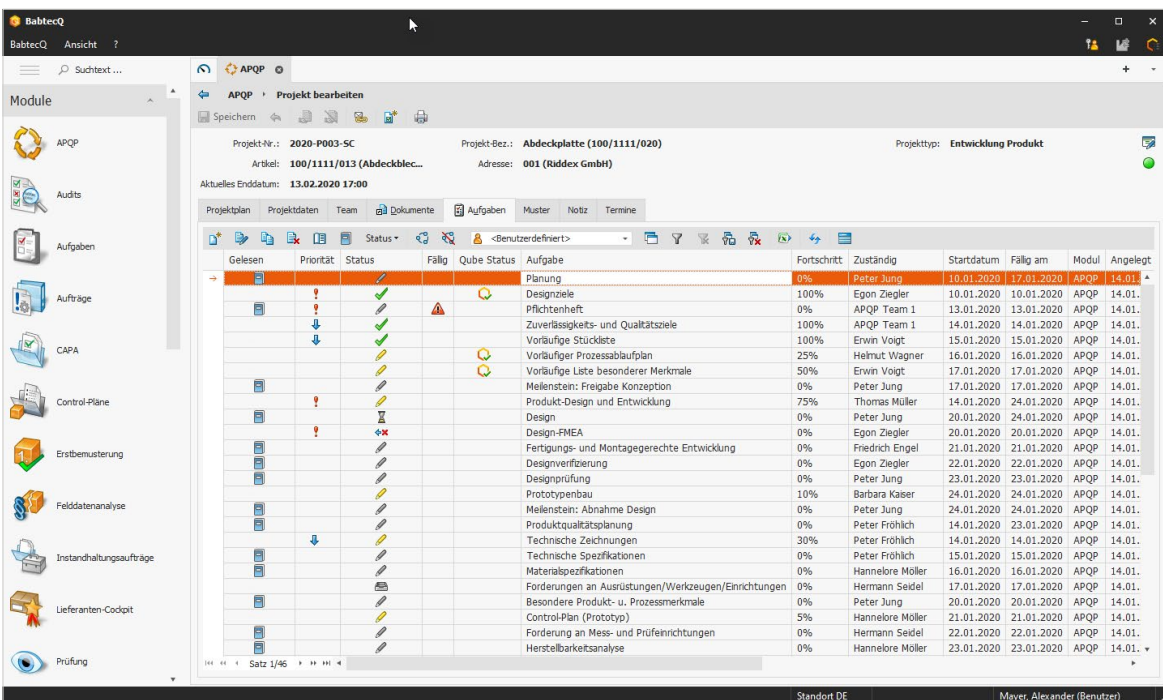 BabtecQ
BabtecQ Ansicht ?
Suchtext ...
APQP
+
Module
APQP
Audits
Aufgaben
Aufträge
CAPA
Control-Pläne
Erstbemusterung
Felddatenanalyse
Instandhaltungsaufträge
Lieferanten-Cockpit
Prüfung
APQP Projekt bearbeiten
Speichern
Projekt-Nr.: 2020-P003-SC Projekt-Bez.: Abdeckplatte (100/1111/020) Projekttyp: Entwicklung Produkt
Artikel: 100/1111/013 (Abdeckblec... Adresse: 001 (Riddex GmbH)
Aktuelles Enddatum: 13.02.2020 17:00
Projektplan Projektdaten Team Dokumente Aufgaben Muster Notiz Termine
Status <Benutzerdefiniert>
Gelesen Priorität Status Fällig Qube Status Aufgabe Fortschritt Zuständig Startdatum Fällig am Modul Angelegt
Planung 0% Peter Jung 10.01.2020 17.01.2020 APQP 14.01.
Designziele 100% Egon Ziegler 10.01.2020 10.01.2020 APQP 14.01.
Pflichtenheft 0% APQP Team 1 13.01.2020 13.01.2020 APQP 14.01.
Zuverlässigkeits- und Qualitätsziele 100% APQP Team 1 14.01.2020 14.01.2020 APQP 14.01.
Vorläufige Stückliste 100% Erwin Voigt 15.01.2020 15.01.2020 APQP 14.01.
Vorläufiger Prozessablaufplan 25% Helmut Wagner 16.01.2020 16.01.2020 APQP 14.01.
Vorläufige Liste besonderer Merkmale 50% Erwin Voigt 17.01.2020 17.01.2020 APQP 14.01.
Meilenstein: Freigabe Konzeption 0% Peter Jung 17.01.2020 17.01.2020 APQP 14.01.
Produkt-Design und Entwicklung 75% Thomas Müller 14.01.2020 24.01.2020 APQP 14.01.
Design 0% Peter Jung 20.01.2020 24.01.2020 APQP 14.01.
Design-FMEA 0% Egon Ziegler 20.01.2020 20.01.2020 APQP 14.01.
Fertigungs- und Montagegerechte Entwicklung 0% Friedrich Engel 21.01.2020 21.01.2020 APQP 14.01.
Designverifizierung 0% Egon Ziegler 22.01.2020 22.01.2020 APQP 14.01.
Designprüfung 0% Peter Jung 23.01.2020 23.01.2020 APQP 14.01.
Prototypenbau 10% Barbara Kaiser 24.01.2020 24.01.2020 APQP 14.01.
Meilenstein: Abnahme Design 0% Peter Jung 24.01.2020 24.01.2020 APQP 14.01.
Produktqualitätsplanung 0% Peter Fröhlich 14.01.2020 23.01.2020 APQP 14.01.
Technische Zeichnungen 30% Peter Fröhlich 14.01.2020 14.01.2020 APQP 14.01.
Technische Spezifikationen 0% Peter Fröhlich 15.01.2020 15.01.2020 APQP 14.01.
Materialspezifikationen 0% Hannelore Möller 16.01.2020 16.01.2020 APQP 14.01.
Forderungen an Ausrüstungen/Werkzeugen/Einrichtungen 0% Hermann Seidel 17.01.2020 17.01.2020 APQP 14.01.
Besondere Produkt- u. Prozessmerkmale 0% Peter Jung 20.01.2020 20.01.2020 APQP 14.01.
Control-Plan (Prototyp) 5% Hannelore Möller 21.01.2020 21.01.2020 APQP 14.01.
Forderung an Mess- und Prüfeinrichtungen 0% Hermann Seidel 22.01.2020 22.01.2020 APQP 14.01.
Herstellbarkeitsanalyse 0% Hannelore Möller 23.01.2020 23.01.2020 APQP 14.01.
Satz 1/46
Standort DE Mayer, Alexander (Benutzer)